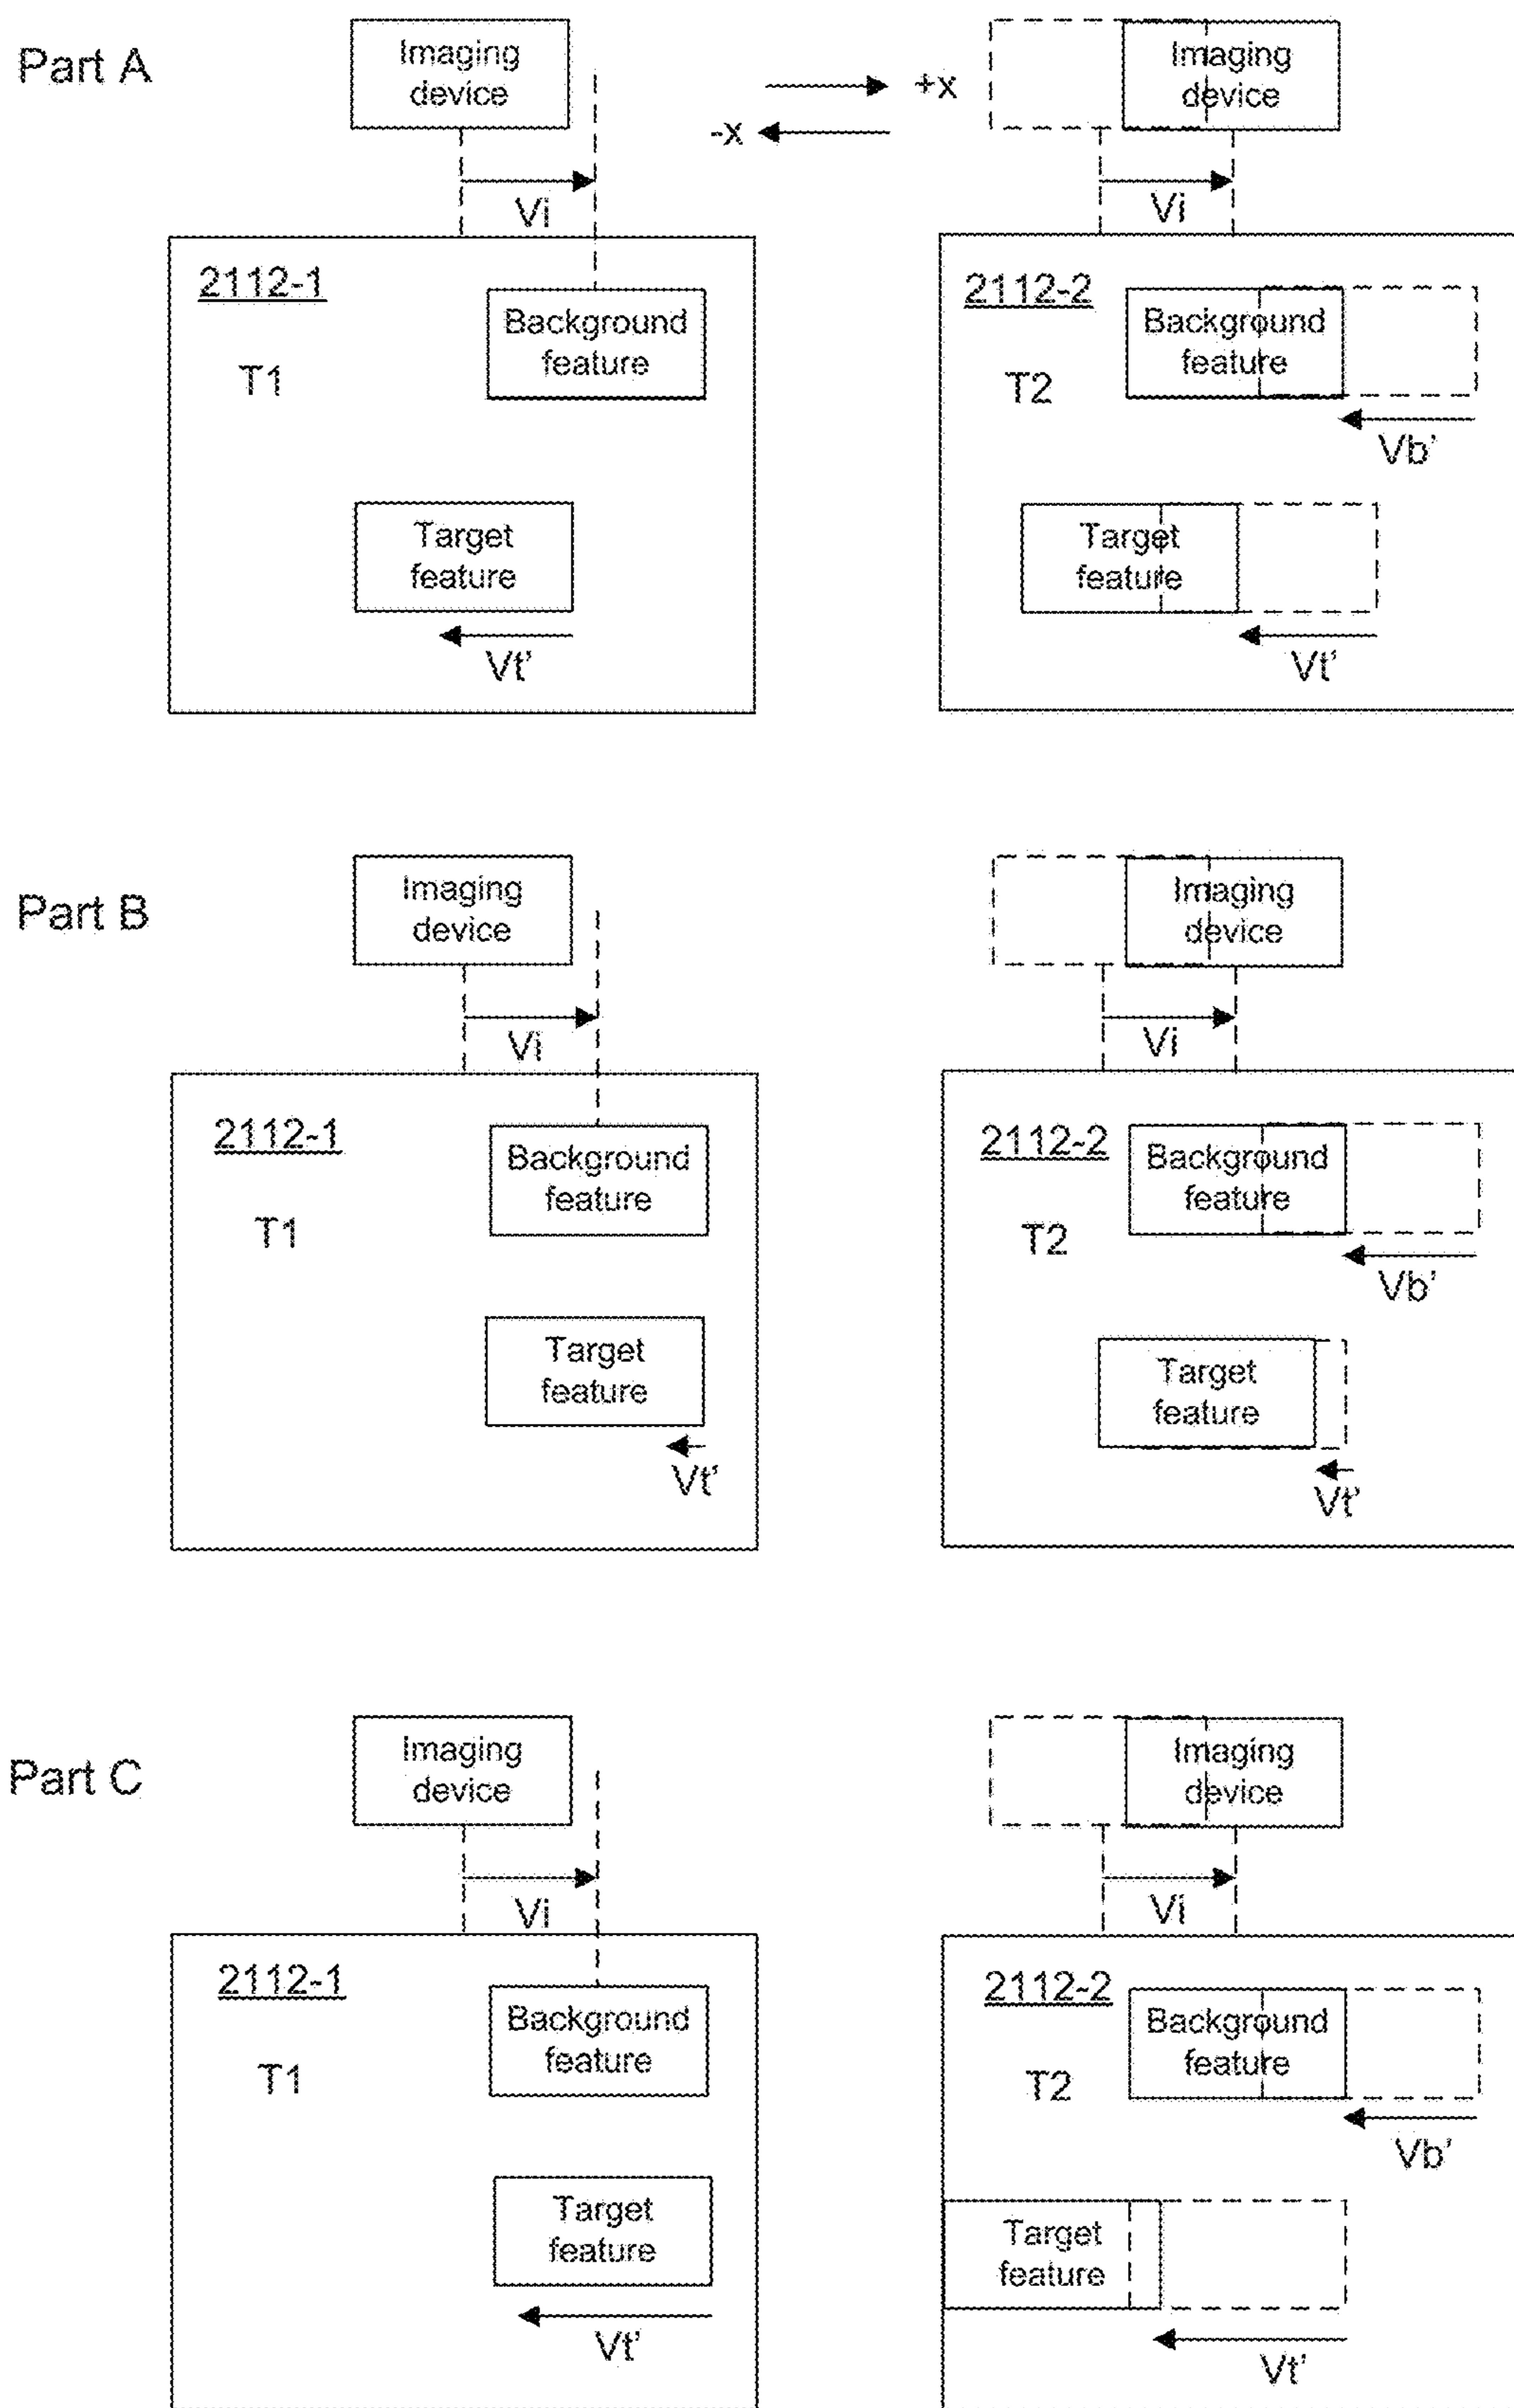 Part A
Imaging
device
+x
-x
Imaging
device
Vi
Vi
2112-1
T1
Background
feature
Target
feature
Vt'
2112-2
T2
Background
feature
Vb'
Target
feature
Vt'
Part B
Imaging
device
Imaging
device
Vi
Vi
2112-1
T1
Background
feature
Target
feature
Vt'
2112-2
T2
Background
feature
Vb'
Target
feature
Vt'
Part C
Imaging
device
Imaging
device
Vi
Vi
2112-1
T1
Background
feature
Target
feature
Vt'
2112-2
T2
Background
feature
Vb'
Target
feature
Vt'